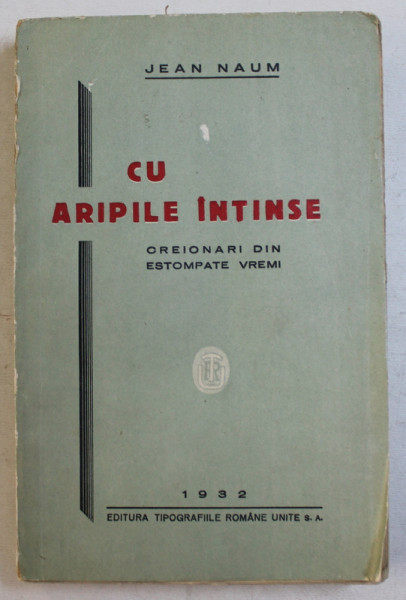 JEAN NAUM
CU
ARIPILE ÎNTINSE
CREIONARI DIN
ESTOMPATE VREMI
1932
EDITURA TIPOGRAFIILE ROMÂNE UNITE S. A.